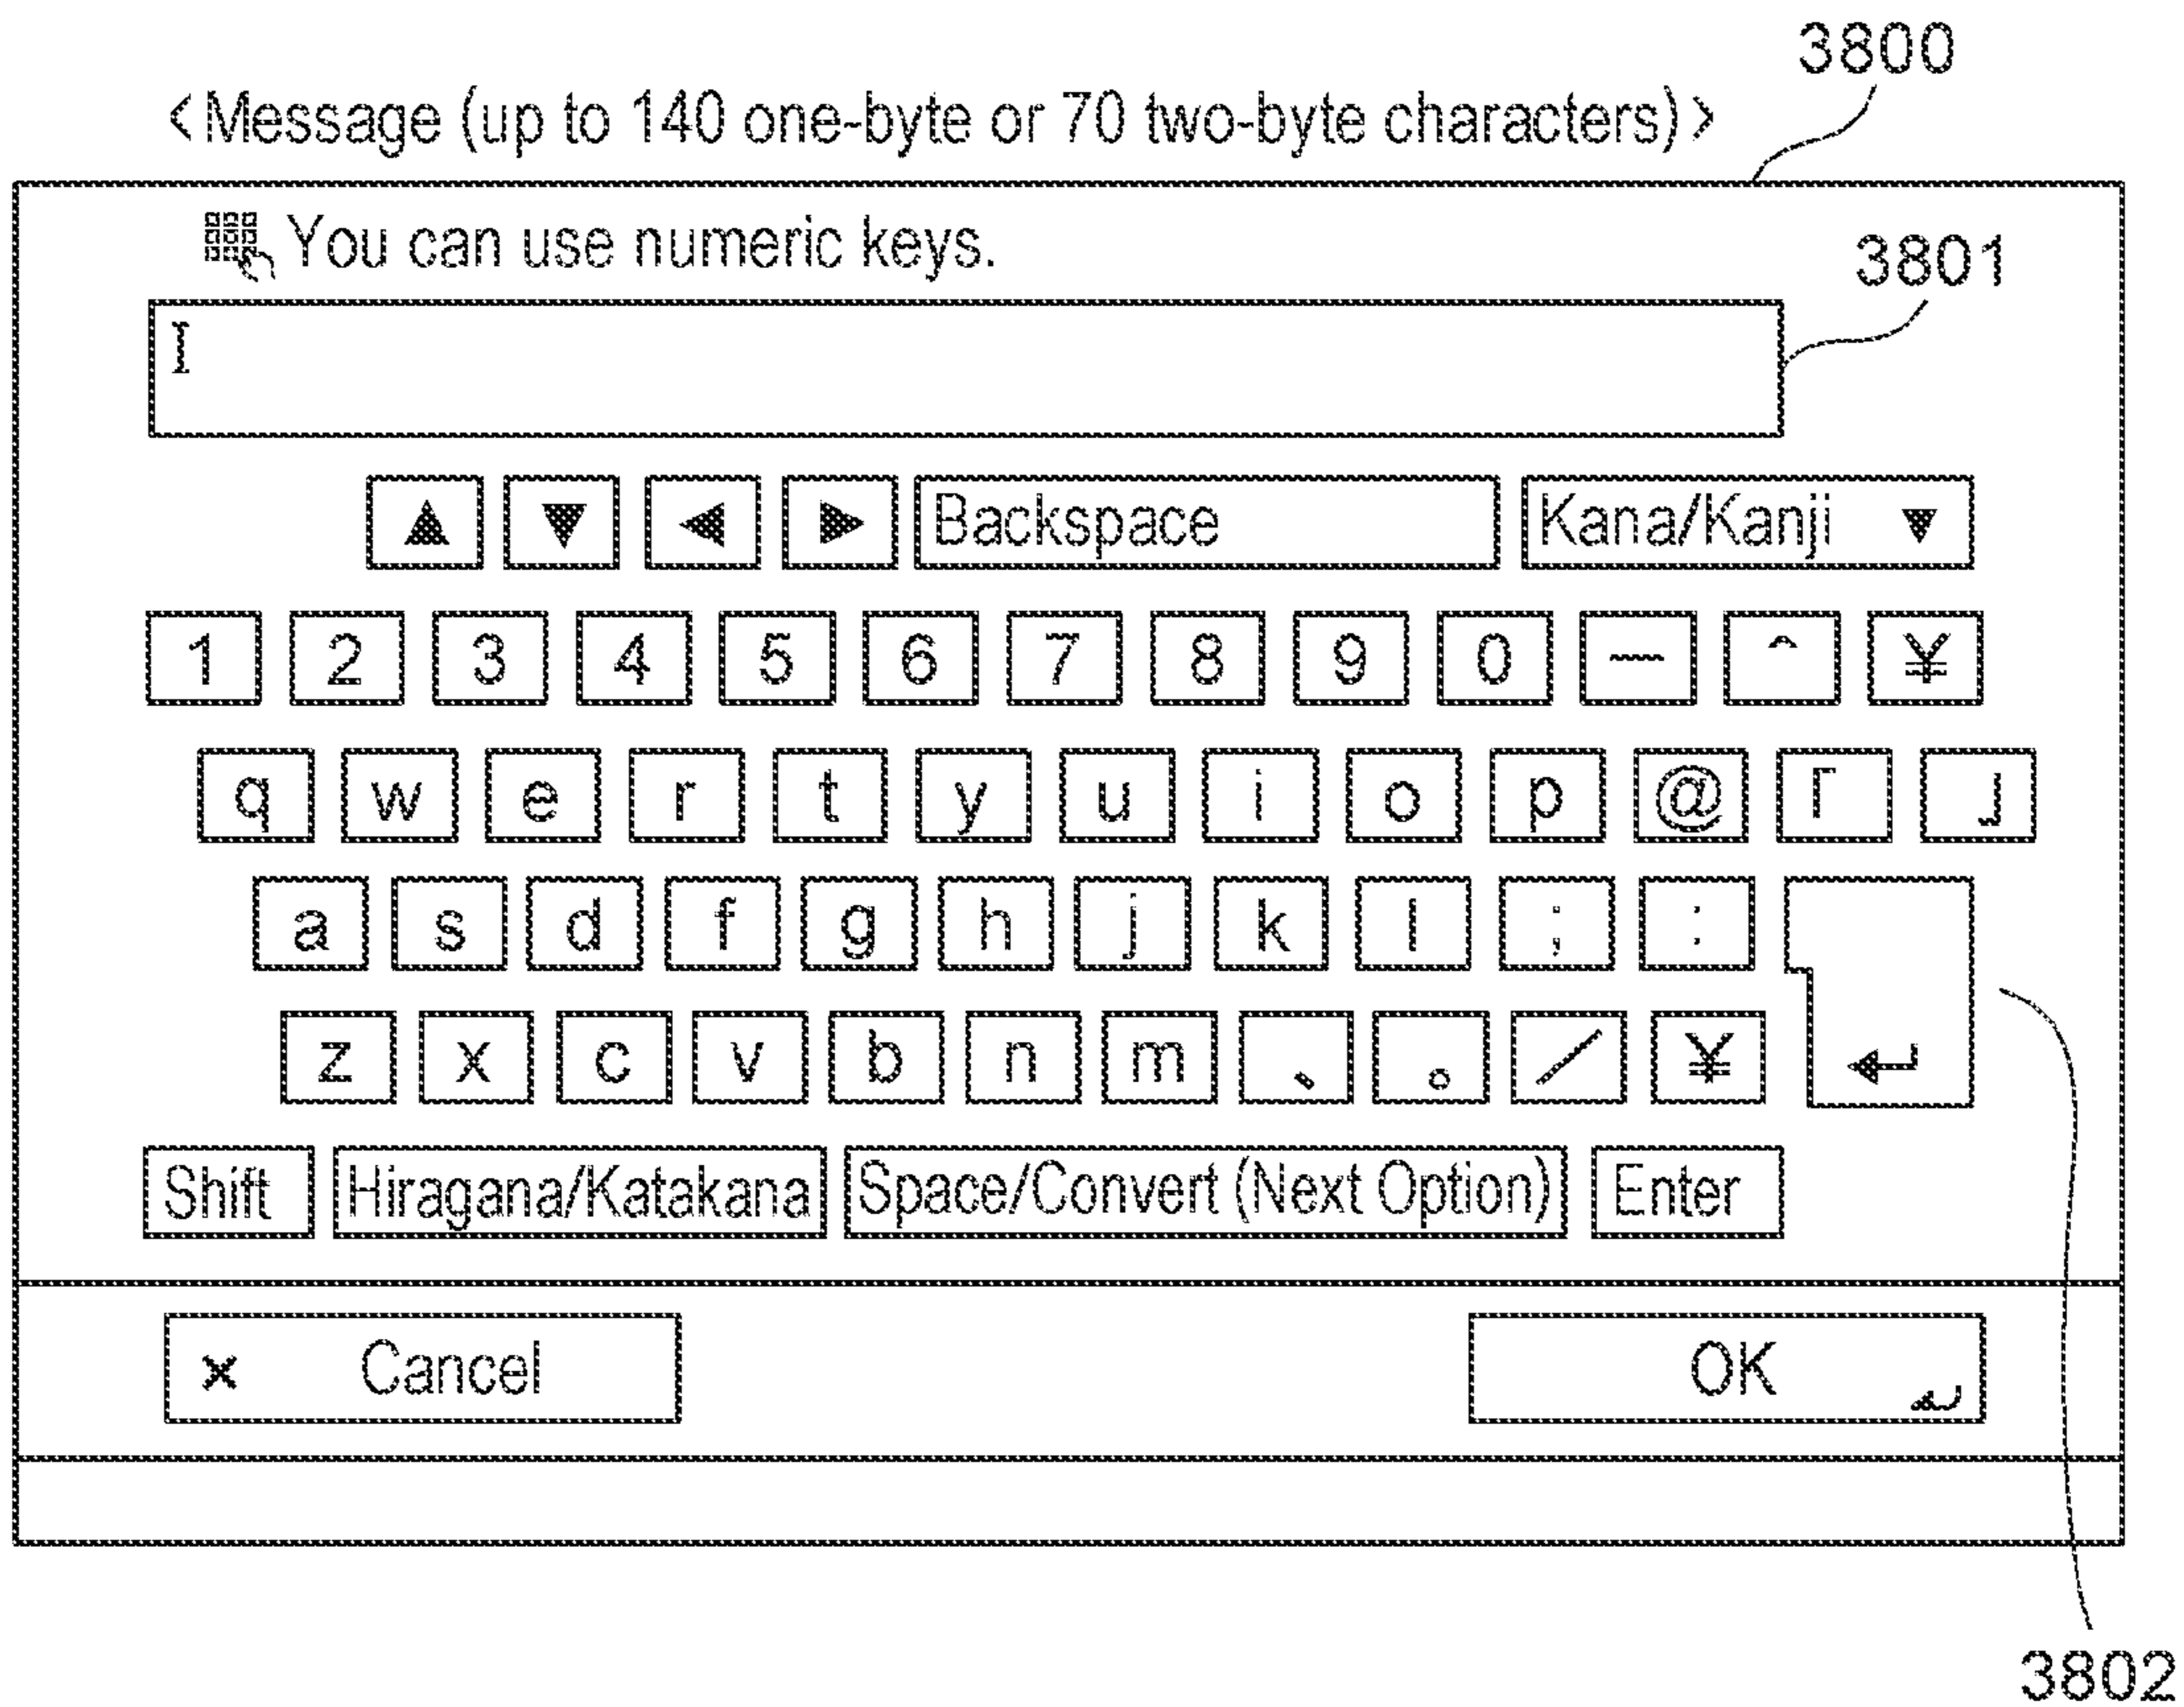 3800
<Message (up to 140 one-byte or 70 two-byte characters)>
You can use numeric keys.
3801
▲ ▼ ◀ ▶ Backspace Kana/Kanji ▼
1 2 3 4 5 6 7 8 9 0 — ^ ¥
q w e r t y u i o p @ 「 」
a s d f g h j k l ; :
z x c v b n m 、 。 / ¥ ↵
Shift Hiragana/Katakana Space/Convert (Next Option) Enter
× Cancel OK ↵
3802